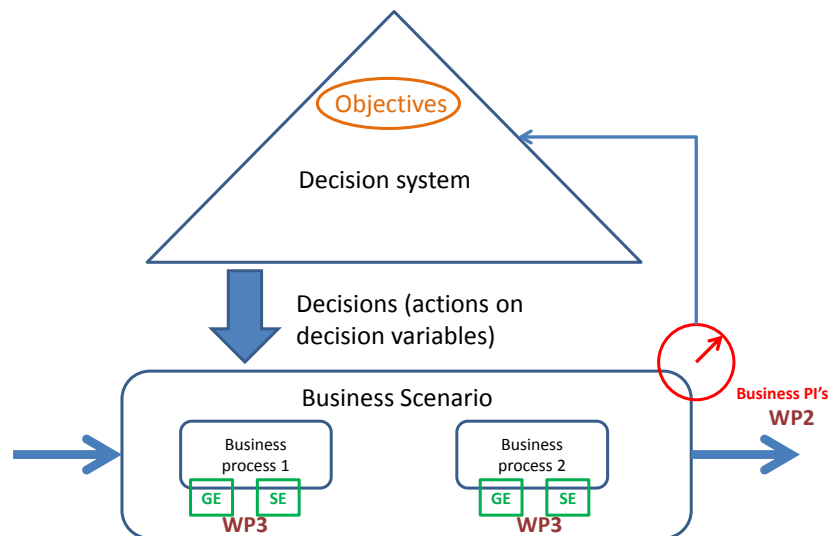 Objectives
Decision system
Decisions (actions on
decision variables)
Business Scenario
Business PI's
WP2
Business
process 1
GE
SE
WP3
Business
process 2
GE
SE
WP3